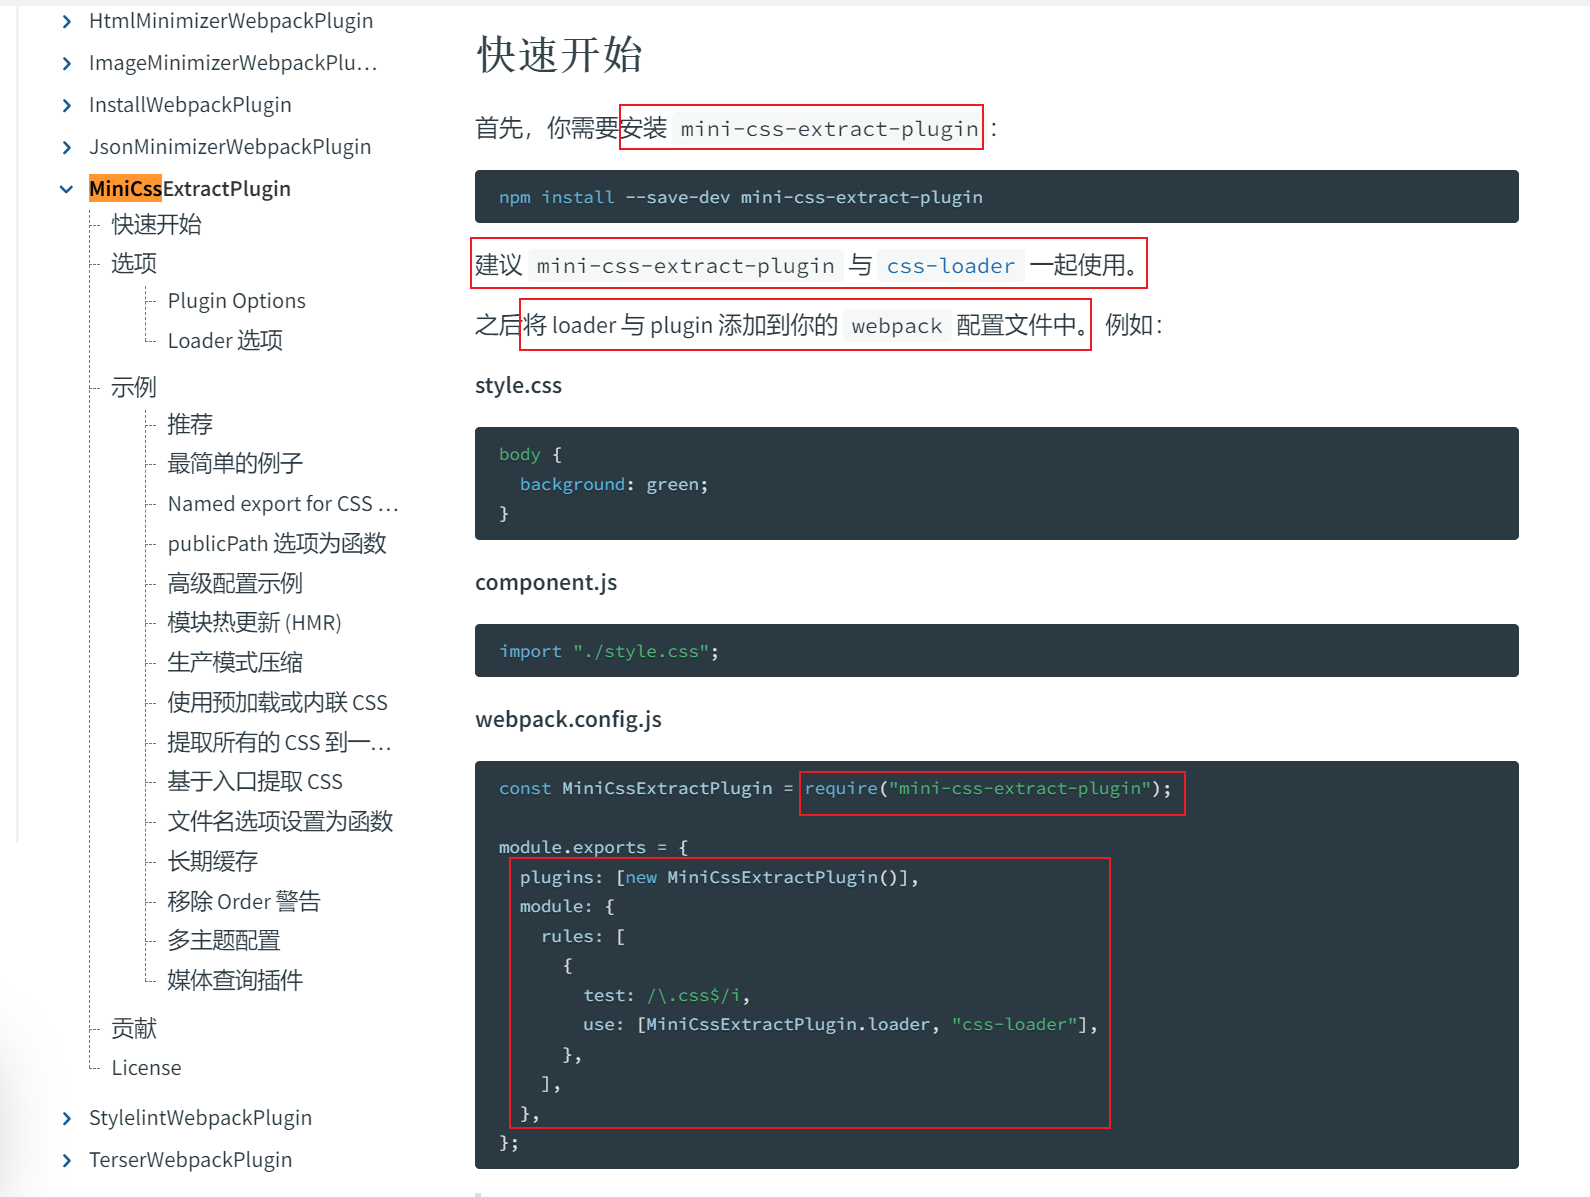 HtmlMinimizerWebpackPlugin
ImageMinimizerWebpackPlu...
InstallWebpackPlugin
JsonMinimizerWebpackPlugin
MiniCssExtractPlugin
快速开始
选项
Plugin Options
Loader 选项
示例
推荐
最简单的例子
Named export for CSS ...
publicPath 选项为函数
高级配置示例
模块热更新 (HMR)
生产模式压缩
使用预加载或内联 CSS
提取所有的 CSS 到一...
基于入口提取 CSS
文件名选项设置为函数
长期缓存
移除 Order 警告
多主题配置
媒体查询插件
贡献
License
StylelintWebpackPlugin
TerserWebpackPlugin
快速开始
首先，你需要安装 mini-css-extract-plugin：
npm install --save-dev mini-css-extract-plugin
建议 mini-css-extract-plugin 与 css-loader 一起使用。
之后将 loader 与 plugin 添加到你的 webpack 配置文件中。 例如：
style.css
body {
  background: green;
}
component.js
import "./style.css";
webpack.config.js
const MiniCssExtractPlugin = require("mini-css-extract-plugin");
module.exports = {
  plugins: [new MiniCssExtractPlugin()],
  module: {
    rules: [
      {
        test: /\.css$/i,
        use: [MiniCssExtractPlugin.loader, "css-loader"],
      },
    ],
  },
};